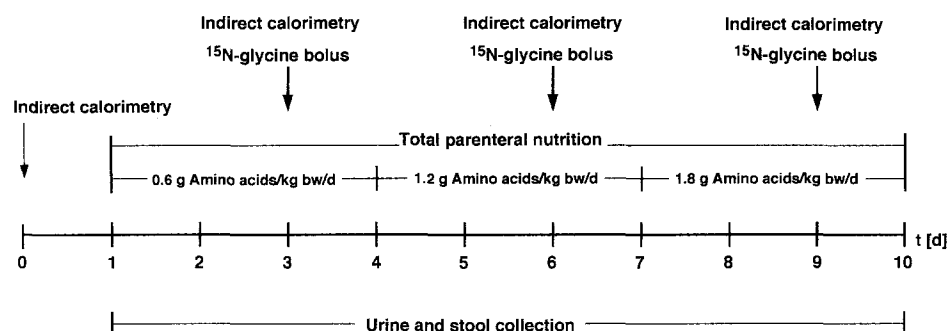 Indirect calorimetry Indirect calorimetry Indirect calorimetry
¹⁵N-glycine bolus ¹⁵N-glycine bolus ¹⁵N-glycine bolus
Indirect calorimetry
Total parenteral nutrition
0.6 g Amino acids/kg bw/d 1.2 g Amino acids/kg bw/d 1.8 g Amino acids/kg bw/d
t [d]
0 1 2 3 4 5 6 7 8 9 10
Urine and stool collection